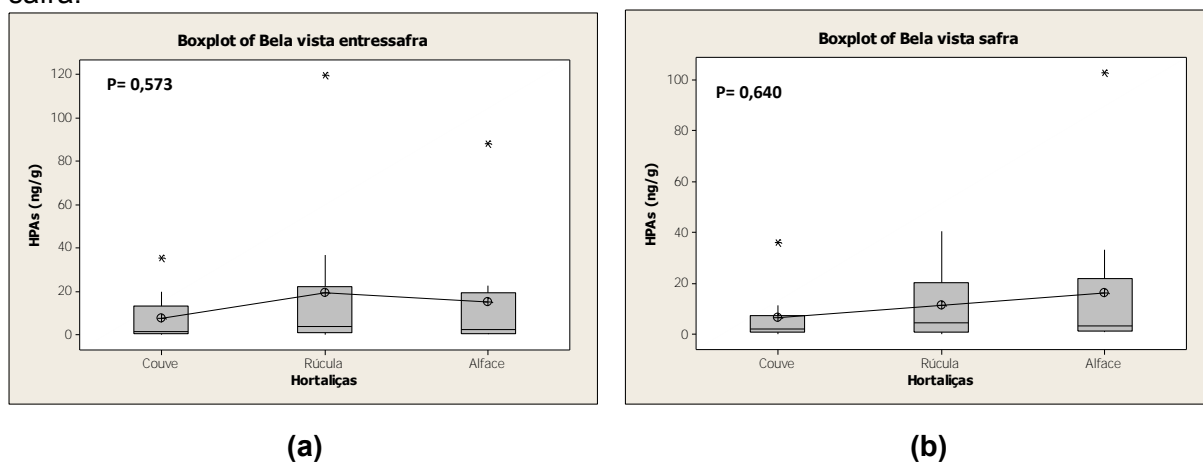 safra.
Boxplot of Bela vista entressafra
P= 0,573
HPAs (ng/g)
120
100
80
60
40
20
0
Couve Rúcula Alface
Hortaliças
(a)
Boxplot of Bela vista safra
P= 0,640
HPAs (ng/g)
100
80
60
40
20
0
Couve Rúcula Alface
Hortaliças
(b)